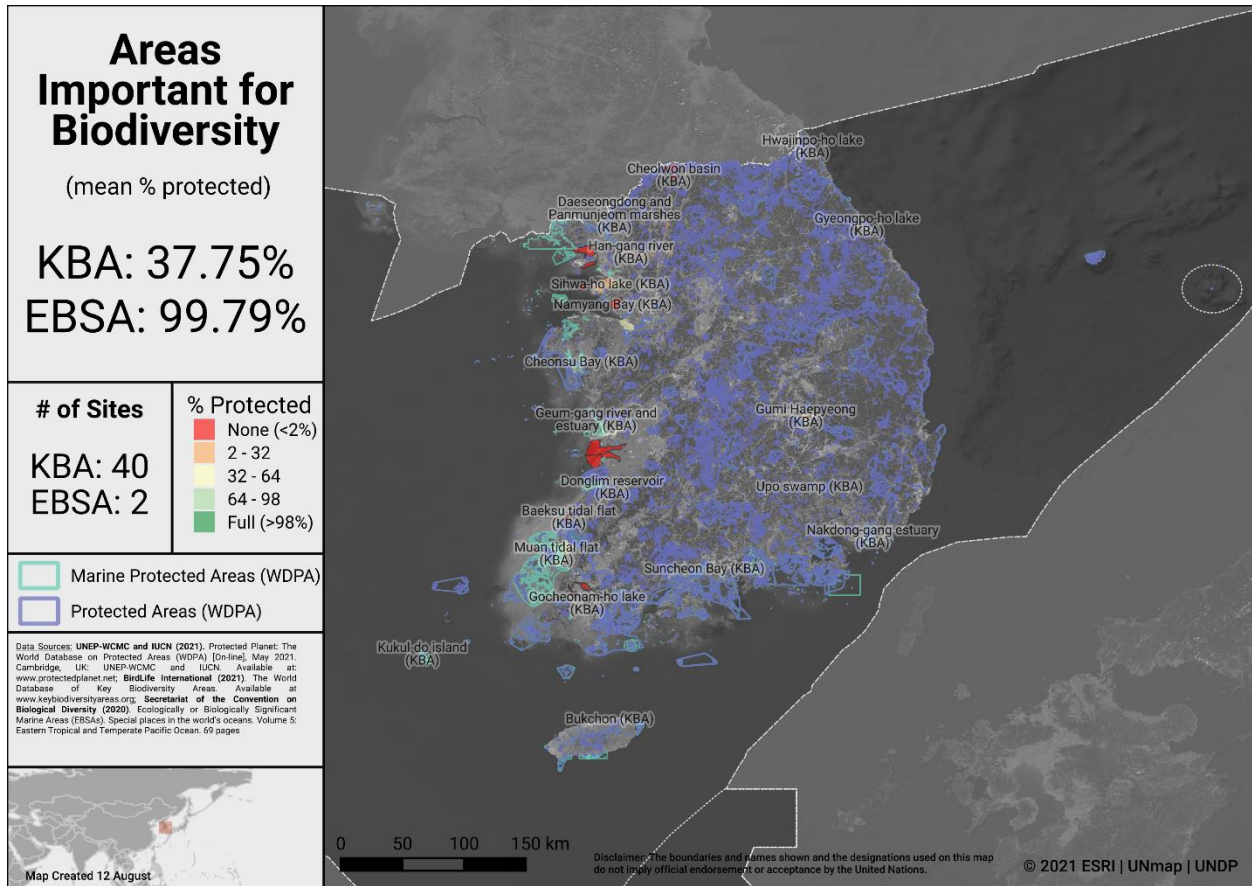 Areas
Important for
Biodiversity
(mean % protected)
KBA: 37.75%
EBSA: 99.79%
# of Sites
KBA: 40
EBSA: 2
% Protected
None (<2%)
2 - 32
32 - 64
64 - 98
Full (>98%)
Marine Protected Areas (WDPA)
Protected Areas (WDPA)
Data Sources: UNEP-WCMC and IUCN (2021). Protected Planet: The
World Database on Protected Areas (WDPA) [On-line], May 2021.
Cambridge, UK: UNEP-WCMC and IUCN. Available at:
www.protectedplanet.net; BirdLife International (2021). The World
Database of Key Biodiversity Areas. Available at
www.keybiodiversityareas.org; Secretariat of the Convention on
Biological Diversity (2020). Ecologically or Biologically Significant
Marine Areas (EBSAs). Special places in the world's oceans. Volume 5:
Eastern Tropical and Temperate Pacific Ocean. 69 pages
Map Created 12 August
Hwajinpo-ho lake
(KBA)
Cheolwon basin
(KBA)
Daeseongdong and
Panmunjeom marshes
(KBA)
Gyeongpo-ho lake
(KBA)
Han-gang river
(KBA)
Sihwa-ho lake (KBA)
Namyang Bay (KBA)
Cheonsu Bay (KBA)
Geum-gang river and
estuary (KBA)
Gumi Haepyeong
(KBA)
Donglim reservoir
(KBA)
Upo swamp (KBA)
Baeksu tidal flat
(KBA)
Nakdong-gang estuary
(KBA)
Muan tidal flat
(KBA)
Suncheon Bay (KBA)
Gocheonam-ho lake
(KBA)
Kukul-do island
(KBA)
Bukchon (KBA)
0 50 100 150 km
Disclaimer: The boundaries and names shown and the designations used on this map
do not imply official endorsement or acceptance by the United Nations.
© 2021 ESRI | UNmap | UNDP